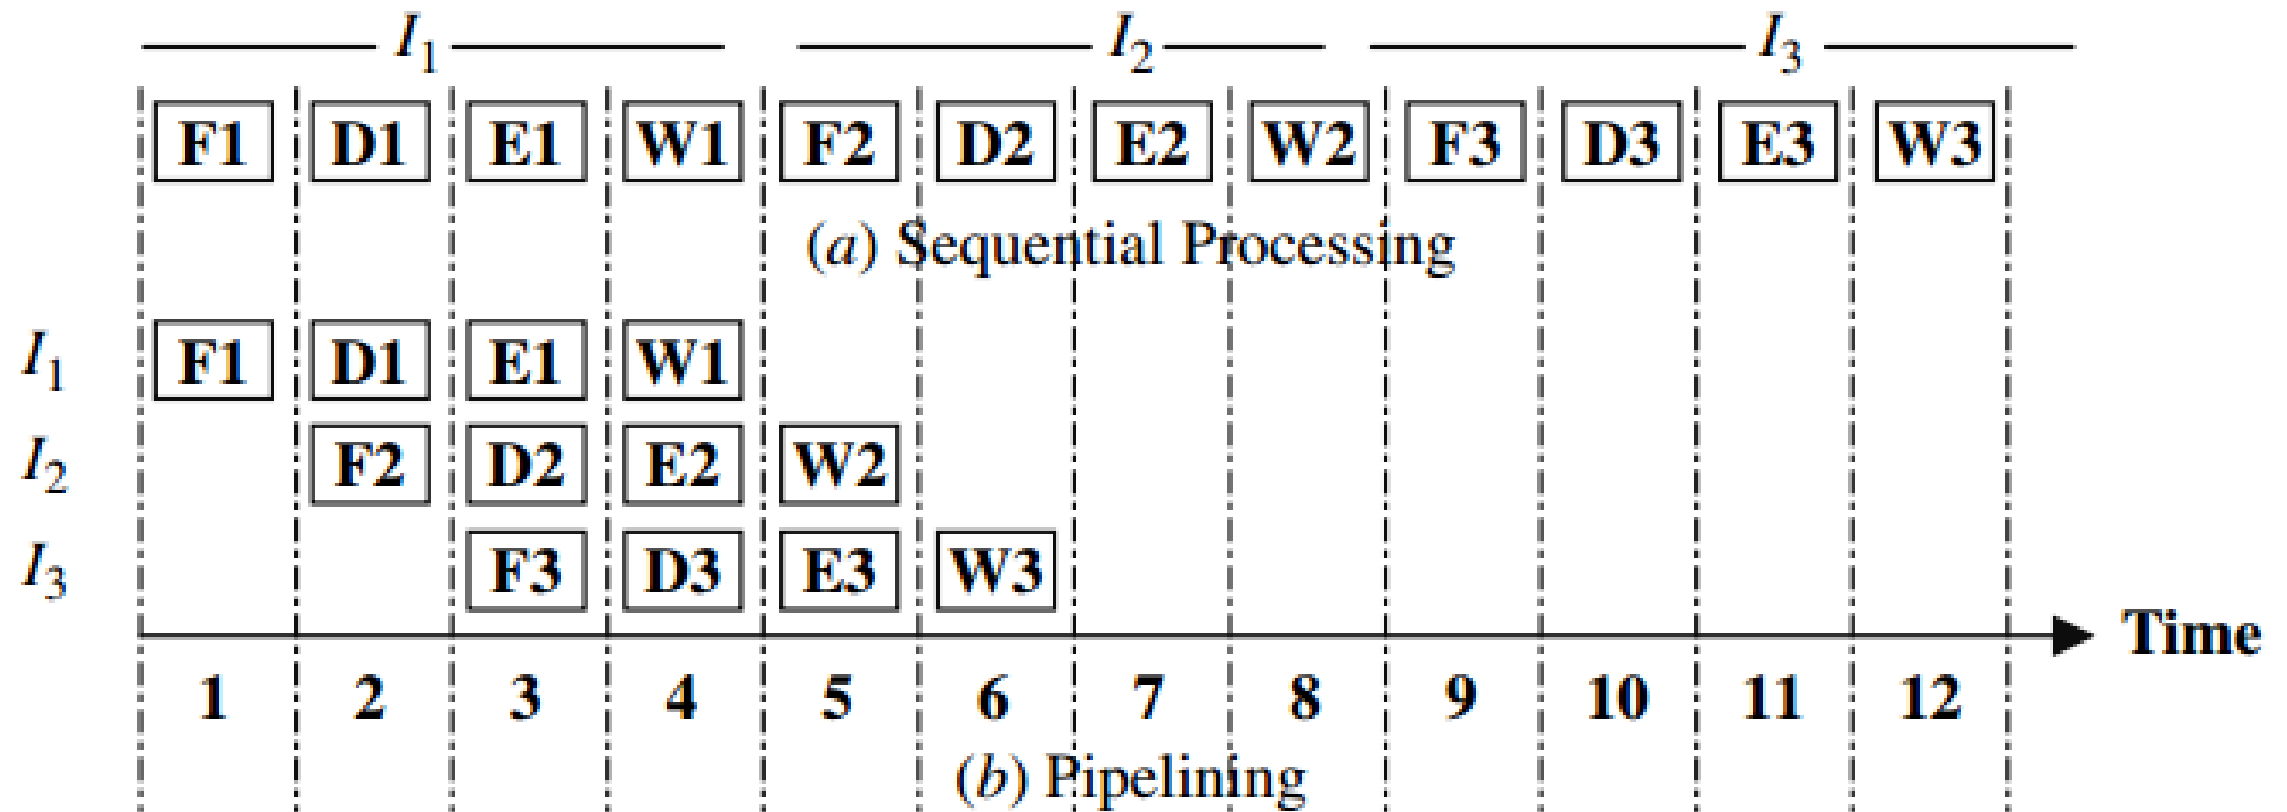 I1 I2 I3
F1 D1 E1 W1 F2 D2 E2 W2 F3 D3 E3 W3
(a) Sequential Processing
I1 F1 D1 E1 W1
I2 F2 D2 E2 W2
I3 F3 D3 E3 W3
Time
1 2 3 4 5 6 7 8 9 10 11 12
(b) Pipelining